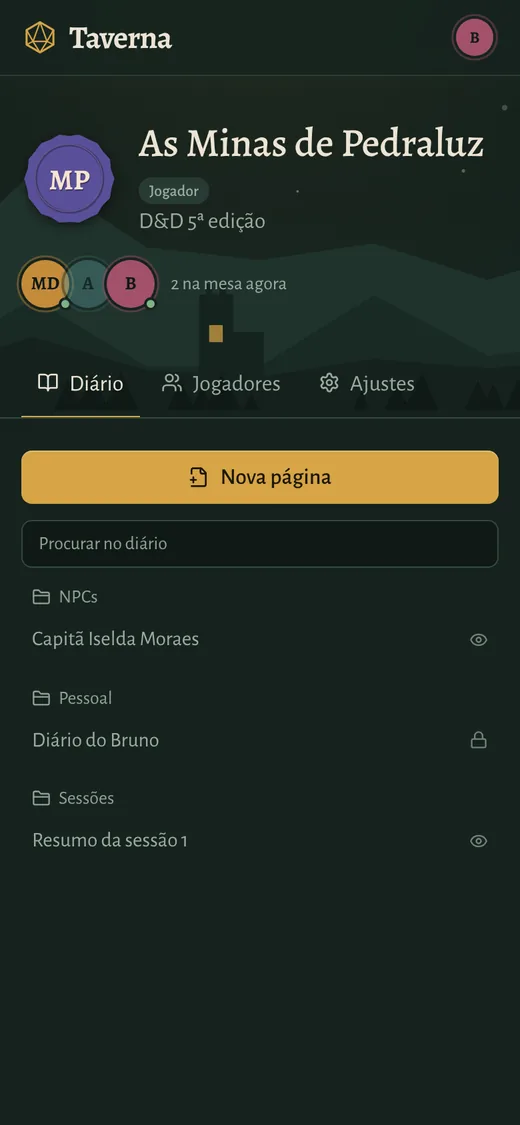 Taverna
B
MP
As Minas de Pedraluz
Jogador
D&D 5ª edição
MD A B 2 na mesa agora
Diário Jogadores Ajustes
Nova página
Procurar no diário
NPCs
Capitã Iselda Moraes
Pessoal
Diário do Bruno
Sessões
Resumo da sessão 1